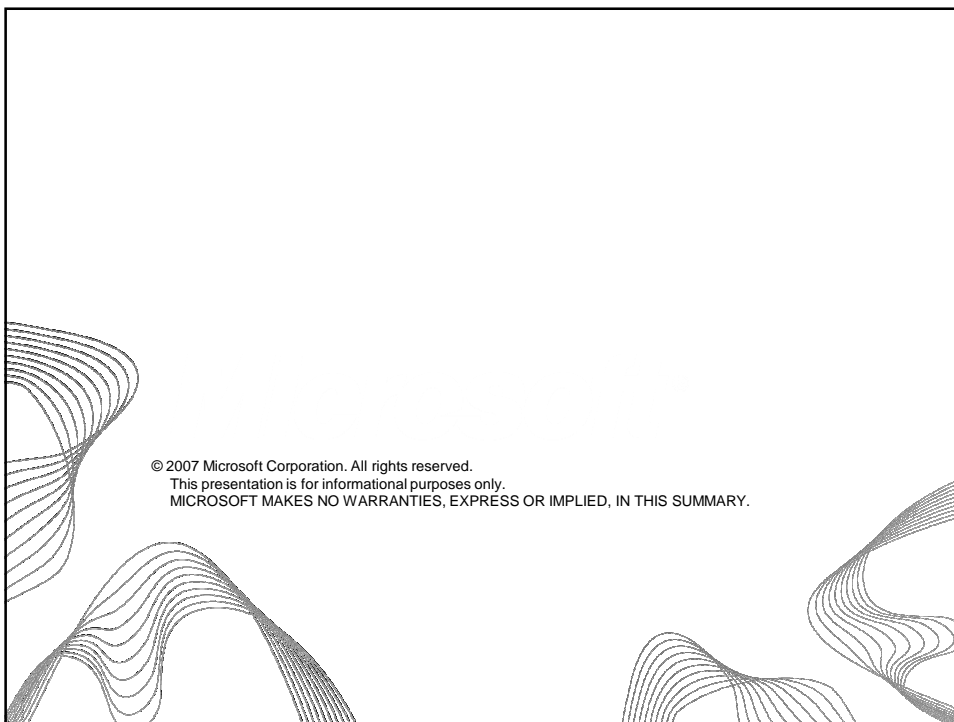 © 2007 Microsoft Corporation. All rights reserved.
This presentation is for informational purposes only.
MICROSOFT MAKES NO WARRANTIES, EXPRESS OR IMPLIED, IN THIS SUMMARY.